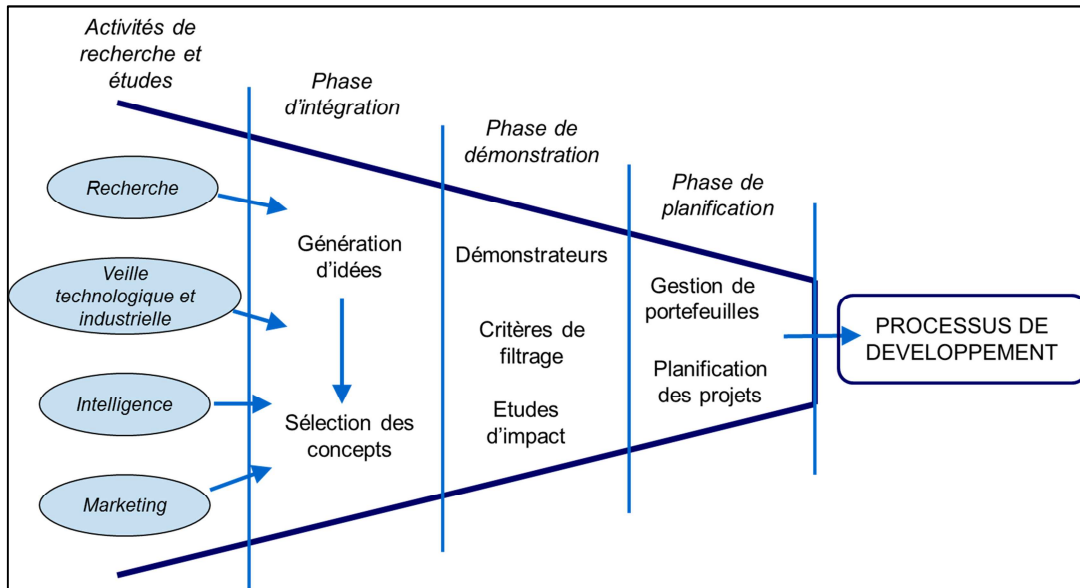 Activités de
recherche et
études
Phase
d'intégration
Phase de
démonstration
Phase de
planification
Recherche
Veille
technologique et
industrielle
Intelligence
Marketing
Génération
d'idées
Sélection des
concepts
Démonstrateurs
Critères de
filtrage
Etudes
d'impact
Gestion de
portefeuilles
Planification
des projets
PROCESSUS DE
DEVELOPPEMENT